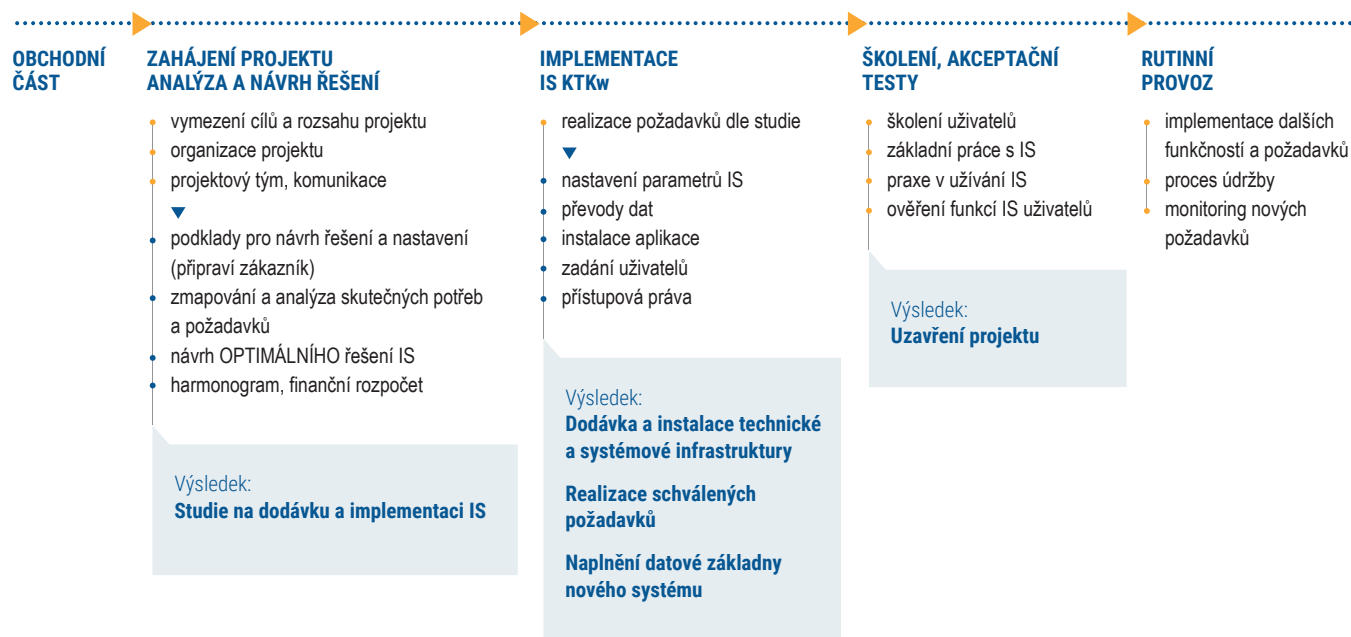 OBCHODNÍ
ČÁST
ZAHÁJENÍ PROJEKTU
ANALÝZA A NÁVRH ŘEŠENÍ
vymezení cílů a rozsahu projektu
organizace projektu
projektový tým, komunikace
podklady pro návrh řešení a nastavení
(připraví zákazník)
zmapování a analýza skutečných potřeb
a požadavků
návrh OPTIMÁLNÍHO řešení IS
harmonogram, finanční rozpočet
Výsledek:
Studie na dodávku a implementaci IS
IMPLEMENTACE
IS KTKw
realizace požadavků dle studie
nastavení parametrů IS
převody dat
instalace aplikace
zadání uživatelů
přístupová práva
Výsledek:
Dodávka a instalace technické
a systémové infrastruktury
Realizace schválených
požadavků
Naplnění datové základny
nového systému
ŠKOLENÍ, AKCEPTAČNÍ
TESTY
školení uživatelů
základní práce s IS
praxe v užívání IS
ověření funkcí IS uživatelů
Výsledek:
Uzavření projektu
RUTINNÍ
PROVOZ
implementace dalších
funkčností a požadavků
proces údržby
monitoring nových
požadavků